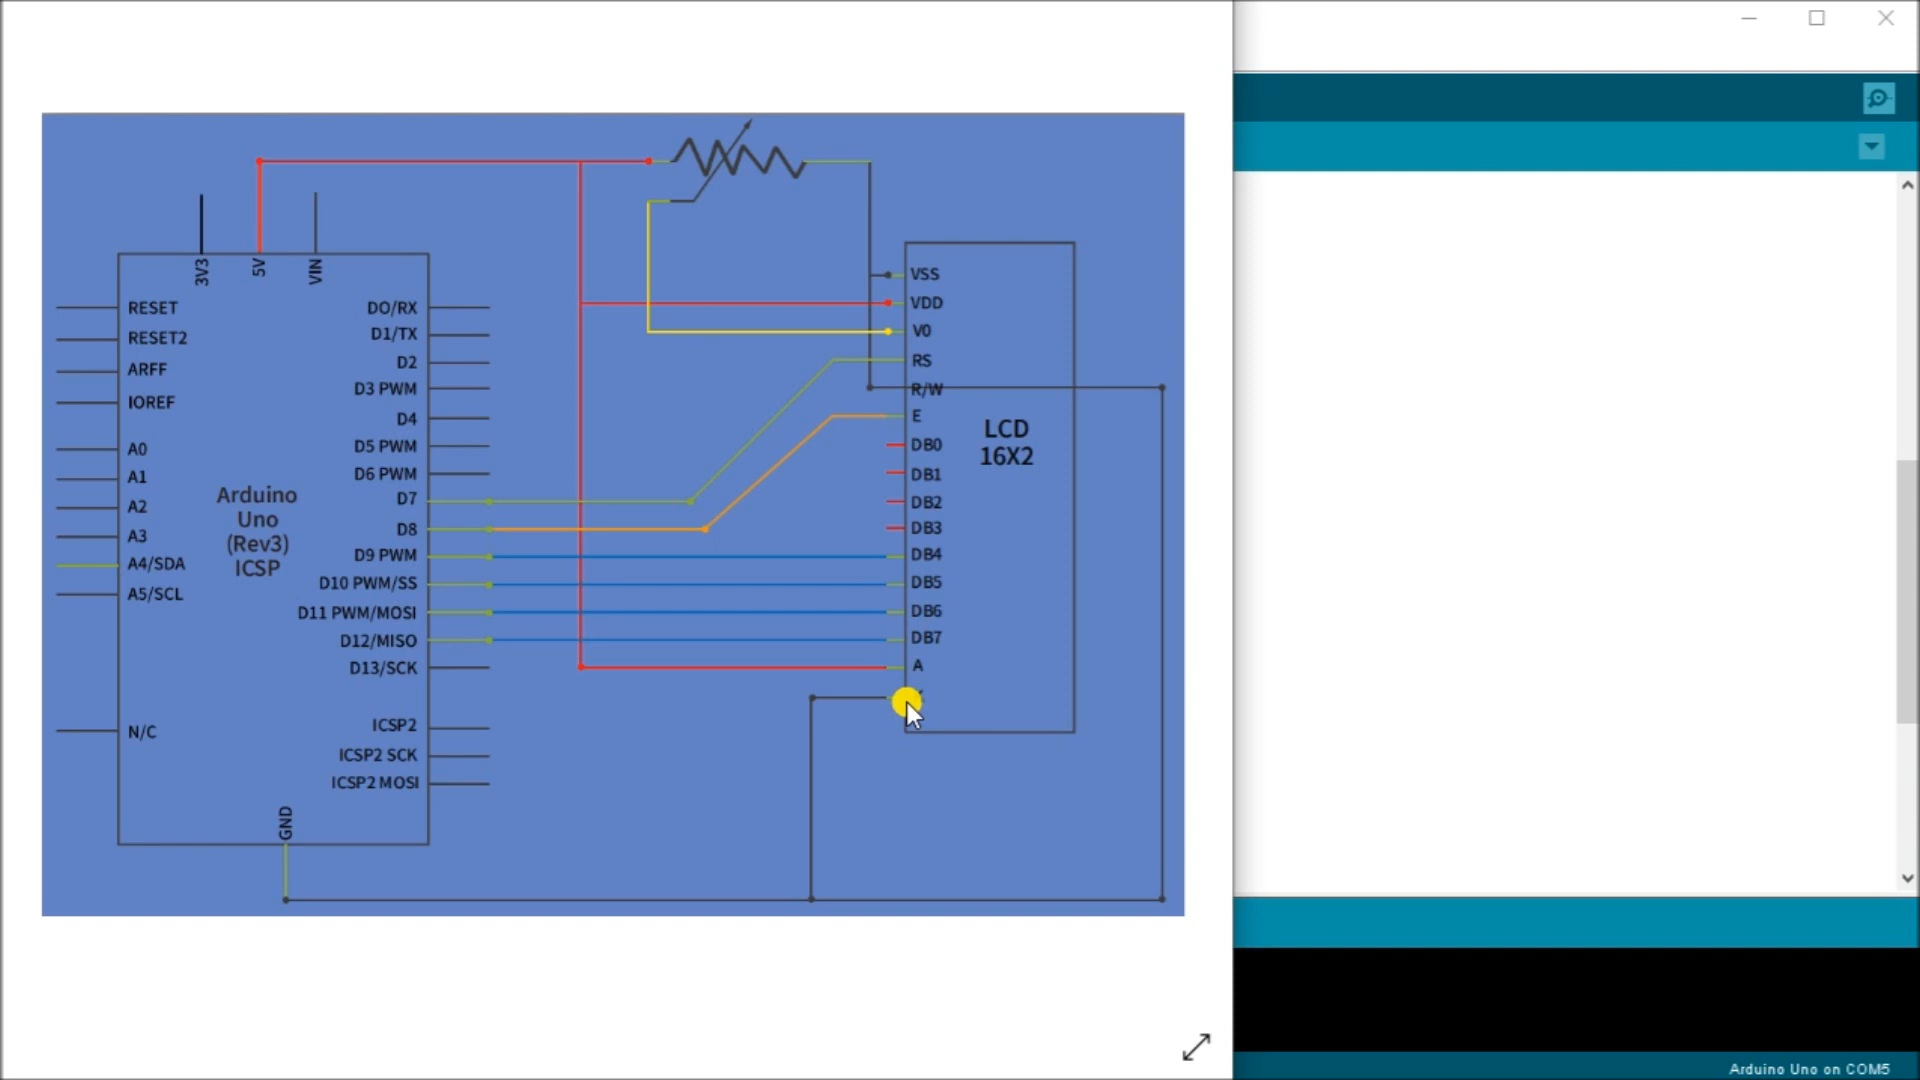 3V3
5V
VIN
RESET
RESET2
ARFF
IOREF
A0
A1
A2
A3
A4/SDA
A5/SCL
N/C
Arduino
Uno
(Rev3)
ICSP
DO/RX
D1/TX
D2
D3 PWM
D4
D5 PWM
D6 PWM
D7
D8
D9 PWM
D10 PWM/SS
D11 PWM/MOSI
D12/MISO
D13/SCK
ICSP2
ICSP2 SCK
ICSP2 MOSI
GND
VSS
VDD
V0
RS
R/W
E
DB0
DB1
DB2
DB3
DB4
DB5
DB6
DB7
A
LCD
16X2
Arduino Uno on COM5